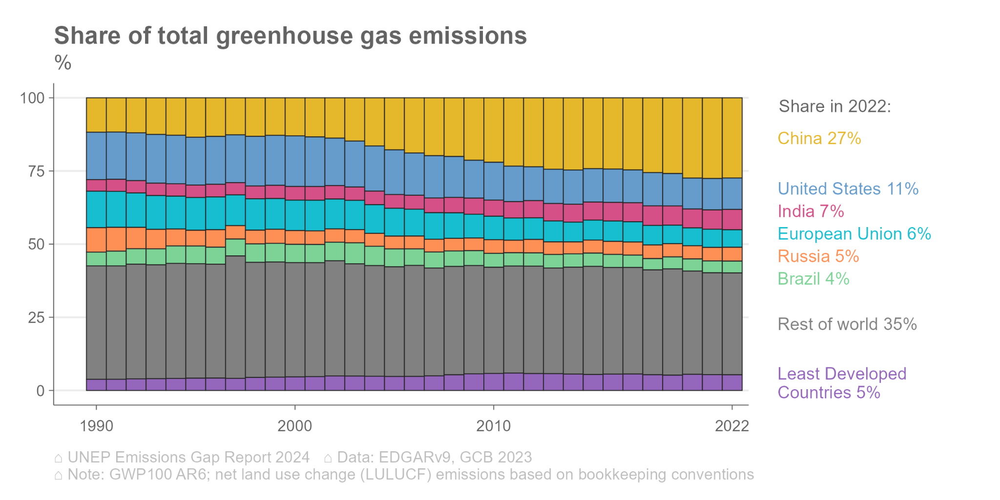 Share of total greenhouse gas emissions
%
100
75
50
25
0
1990 2000 2010 2022
Share in 2022:
China 27%
United States 11%
India 7%
European Union 6%
Russia 5%
Brazil 4%
Rest of world 35%
Least Developed
Countries 5%
⌂ UNEP Emissions Gap Report 2024 ⌂ Data: EDGARv9, GCB 2023
⌂ Note: GWP100 AR6; net land use change (LULUCF) emissions based on bookkeeping conventions